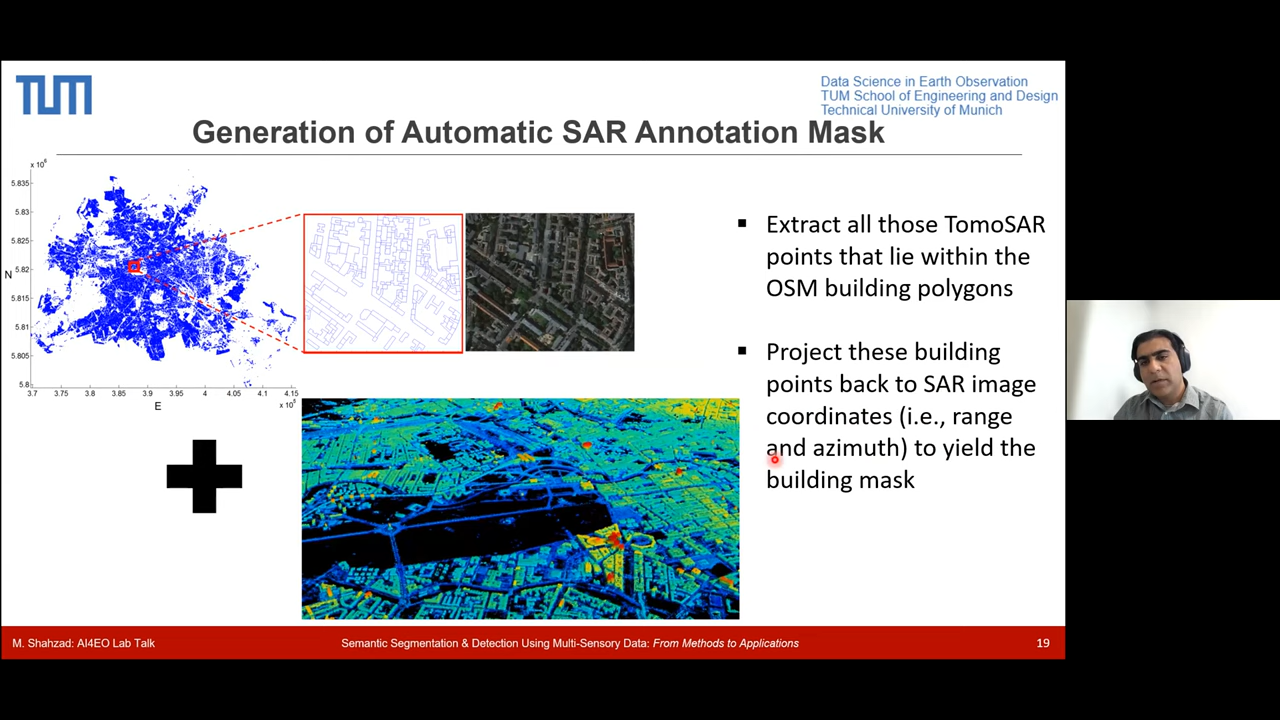 TUM
Data Science in Earth Observation
TUM School of Engineering and Design
Technical University of Munich
Generation of Automatic SAR Annotation Mask
x 10⁶
5.835
5.83
5.825
5.82
5.815
5.81
5.805
5.8
N
3.7 3.75 3.8 3.85 3.9 3.95 4 4.05 4.1 4.15
E
x 10⁵
▪ Extract all those TomoSAR
points that lie within the
OSM building polygons
▪ Project these building
points back to SAR image
coordinates (i.e., range
and azimuth) to yield the
building mask
M. Shahzad: AI4EO Lab Talk
Semantic Segmentation & Detection Using Multi-Sensory Data: From Methods to Applications
19